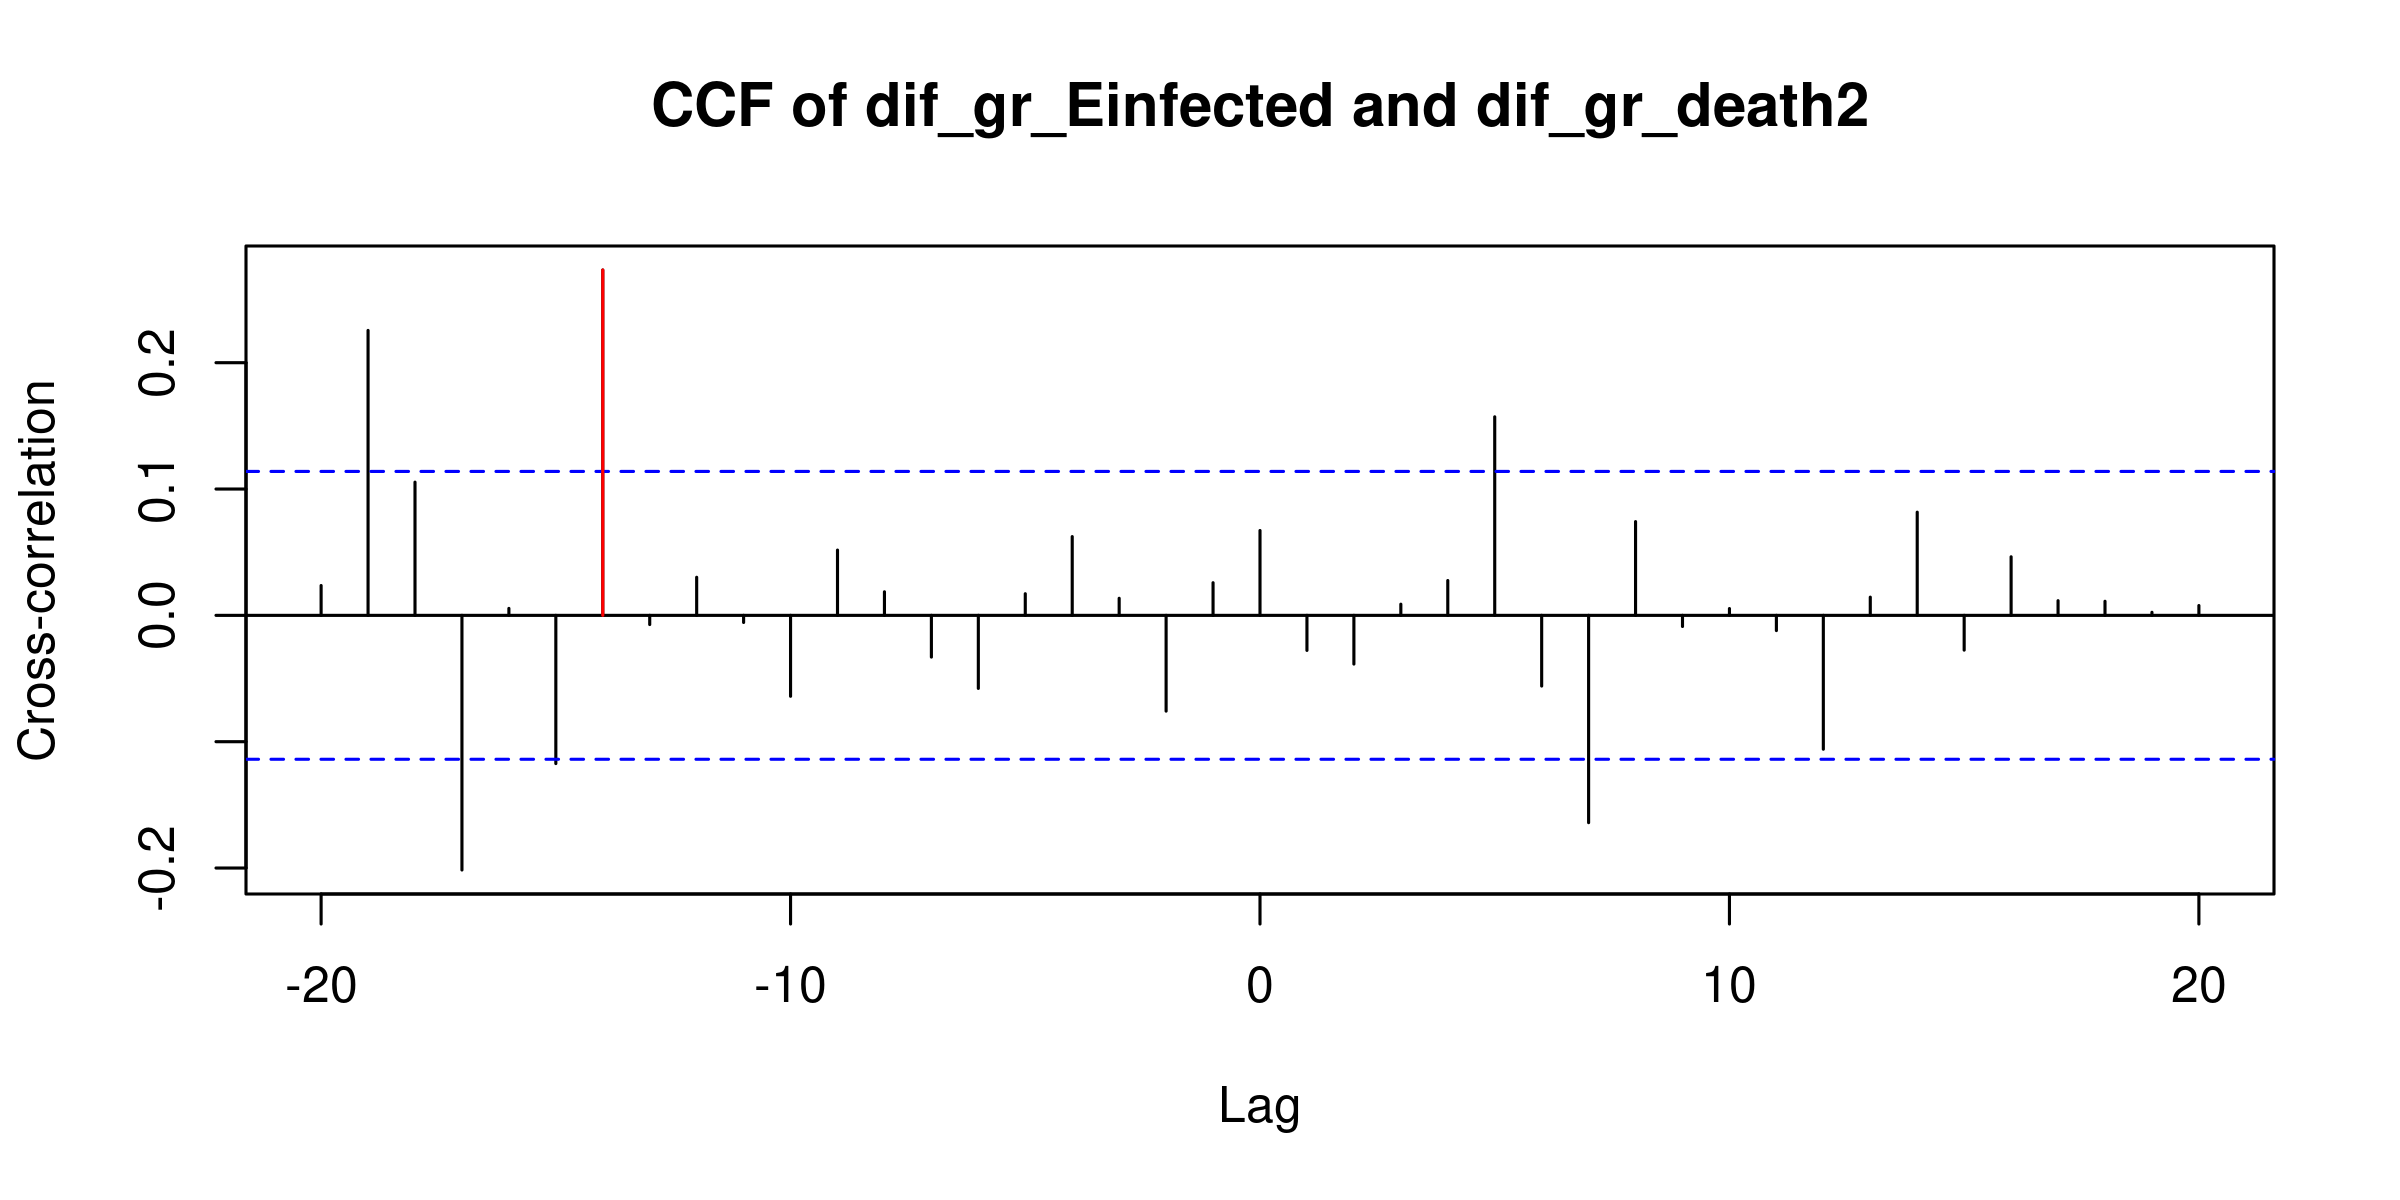 CCF of dif_gr_Einfected and dif_gr_death2
Cross-correlation
0.2
0.1
0.0
-0.2
-20 -10 0 10 20
Lag